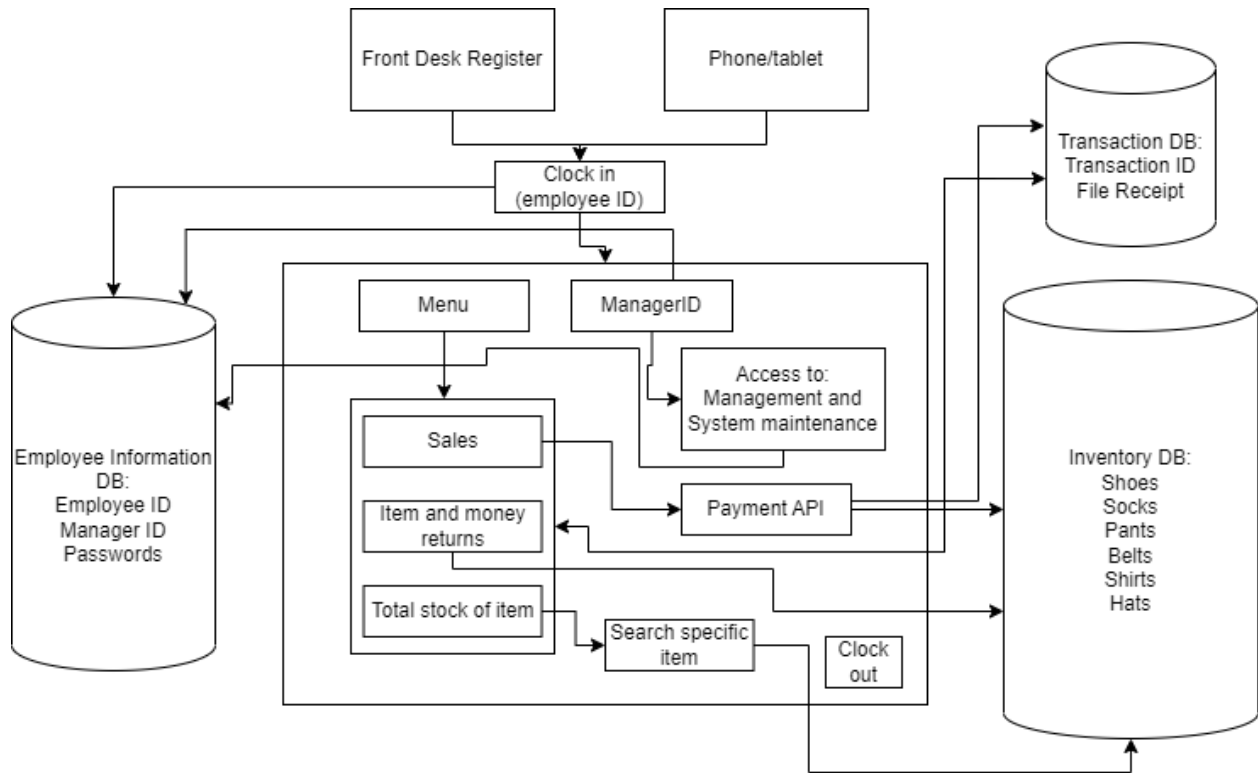 Front Desk Register
Phone/tablet
Transaction DB:
Transaction ID
File Receipt
Clock in
(employee ID)
Menu
ManagerID
Access to:
Management and
System maintenance
Sales
Payment API
Item and money
returns
Total stock of item
Search specific
item
Clock
out
Employee Information
DB:
Employee ID
Manager ID
Passwords
Inventory DB:
Shoes
Socks
Pants
Belts
Shirts
Hats